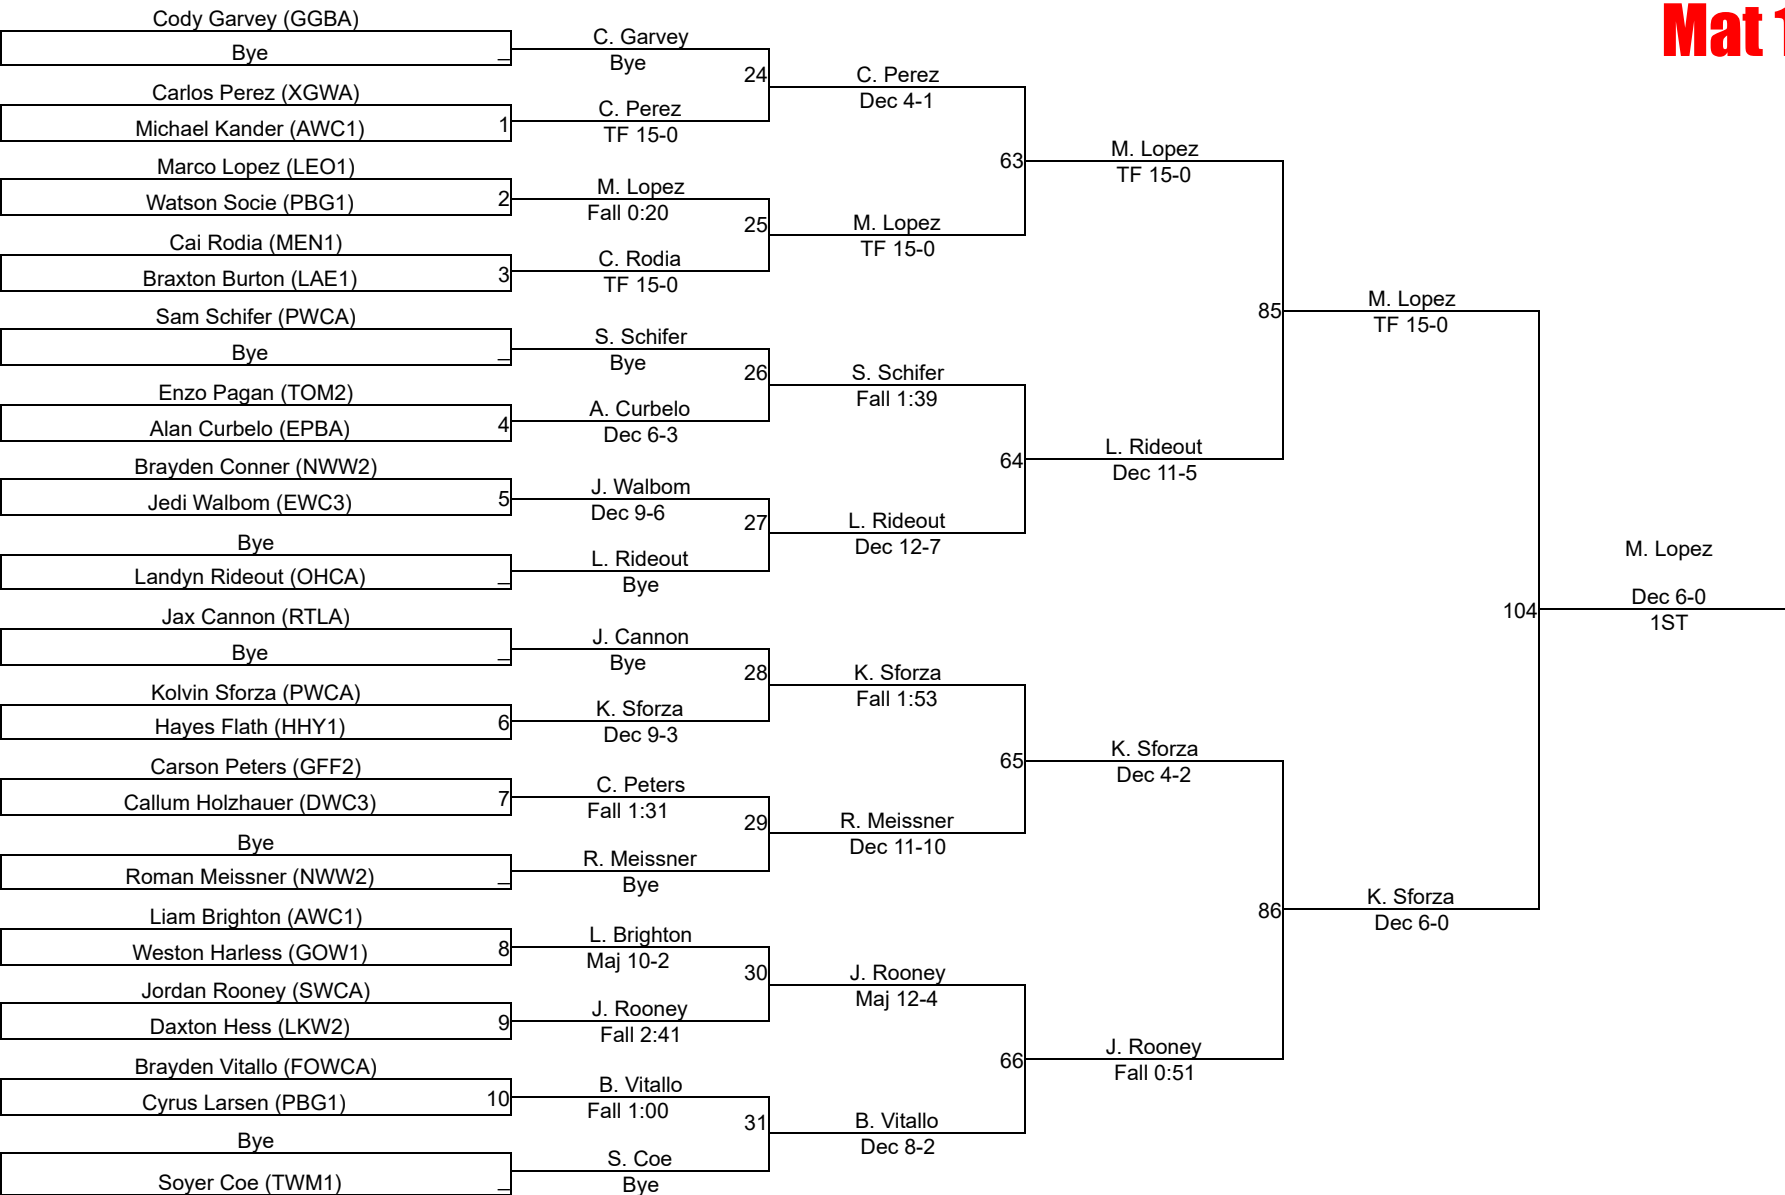 Mat 1
Cody Garvey (GGBA)
Bye
_
Carlos Perez (XGWA)
Michael Kander (AWC1)
1
Marco Lopez (LEO1)
Watson Socie (PBG1)
2
Cai Rodia (MEN1)
Braxton Burton (LAE1)
3
Sam Schifer (PWCA)
Bye
_
Enzo Pagan (TOM2)
Alan Curbelo (EPBA)
4
Brayden Conner (NWW2)
Jedi Walbom (EWC3)
5
Bye
Landyn Rideout (OHCA)
_
Jax Cannon (RTLA)
Bye
_
Kolvin Sforza (PWCA)
Hayes Flath (HHY1)
6
Carson Peters (GFF2)
Callum Holzhauer (DWC3)
7
Bye
Roman Meissner (NWW2)
_
Liam Brighton (AWC1)
Weston Harless (GOW1)
8
Jordan Rooney (SWCA)
Daxton Hess (LKW2)
9
Brayden Vitallo (FOWCA)
Cyrus Larsen (PBG1)
10
Bye
Soyer Coe (TWM1)
_
C. Garvey
Bye
24
C. Perez
TF 15-0
M. Lopez
Fall 0:20
25
C. Rodia
TF 15-0
S. Schifer
Bye
26
A. Curbelo
Dec 6-3
J. Walbom
Dec 9-6
27
L. Rideout
Bye
J. Cannon
Bye
28
K. Sforza
Dec 9-3
C. Peters
Fall 1:31
29
R. Meissner
Bye
L. Brighton
Maj 10-2
30
J. Rooney
Fall 2:41
B. Vitallo
Fall 1:00
31
S. Coe
Bye
C. Perez
Dec 4-1
63
M. Lopez
TF 15-0
S. Schifer
Fall 1:39
64
L. Rideout
Dec 12-7
K. Sforza
Fall 1:53
65
R. Meissner
Dec 11-10
J. Rooney
Maj 12-4
66
B. Vitallo
Dec 8-2
M. Lopez
TF 15-0
85
L. Rideout
Dec 11-5
K. Sforza
Dec 4-2
86
J. Rooney
Fall 0:51
M. Lopez
TF 15-0
104
K. Sforza
Dec 6-0
M. Lopez
Dec 6-0
1ST